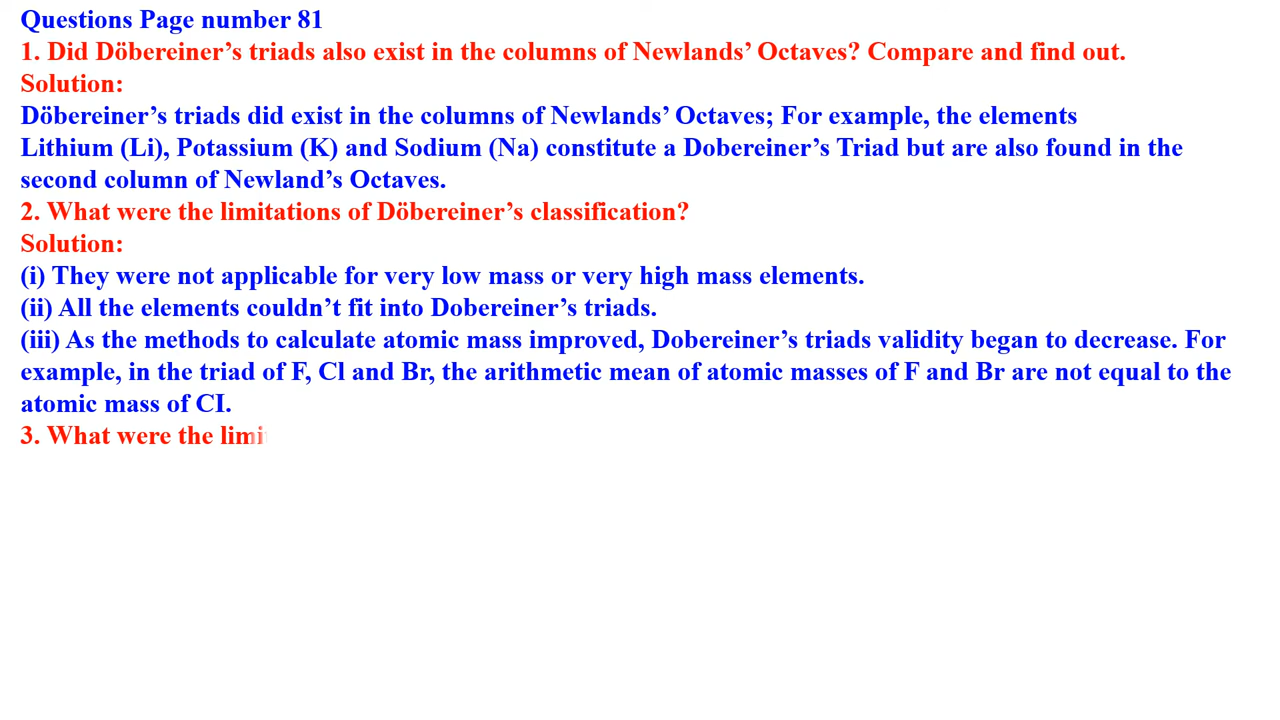 Questions Page number 81
1. Did Döbereiner’s triads also exist in the columns of Newlands’ Octaves? Compare and find out.
Solution:
Döbereiner’s triads did exist in the columns of Newlands’ Octaves; For example, the elements
Lithium (Li), Potassium (K) and Sodium (Na) constitute a Dobereiner’s Triad but are also found in the
second column of Newland’s Octaves.
2. What were the limitations of Döbereiner’s classification?
Solution:
(i) They were not applicable for very low mass or very high mass elements.
(ii) All the elements couldn’t fit into Dobereiner’s triads.
(iii) As the methods to calculate atomic mass improved, Dobereiner’s triads validity began to decrease. For
example, in the triad of F, Cl and Br, the arithmetic mean of atomic masses of F and Br are not equal to the
atomic mass of CI.
3. What were the limi